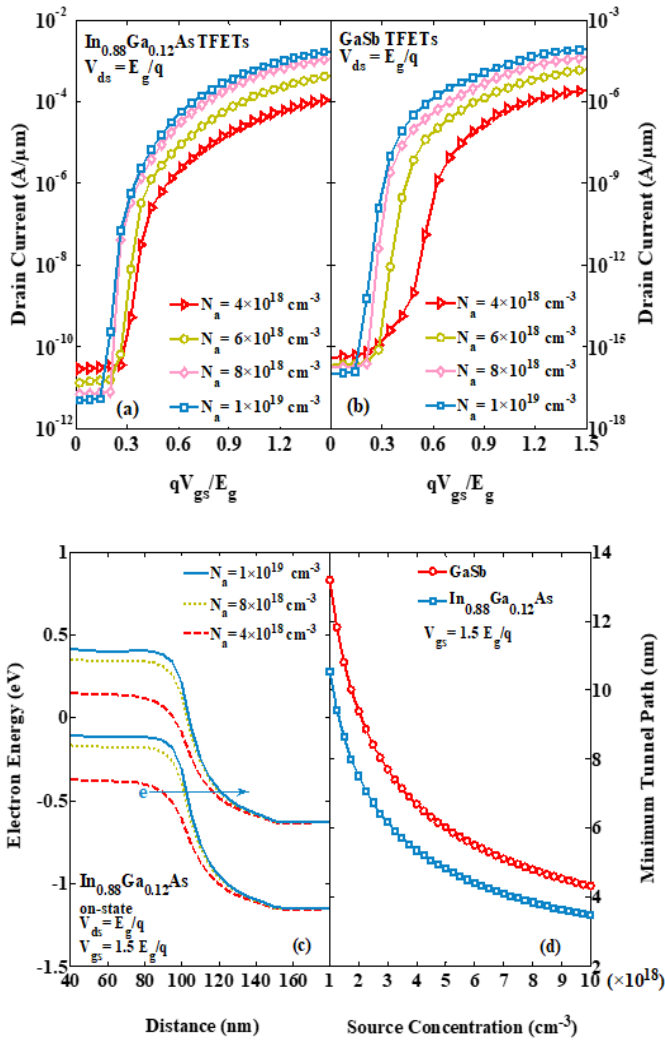 In0.88Ga0.12As TFETs
Vds = Eg/q
GaSb TFETs
Vds = Eg/q
10-2
10-4
10-6
10-8
10-10
10-12
Drain Current (A/μm)
Na = 4×10^18 cm-3
Na = 6×10^18 cm-3
Na = 8×10^18 cm-3
Na = 1×10^19 cm-3
(a)
0 0.3 0.6 0.9 1.2
qVgs/Eg
10-3
10-6
10-9
10-12
10-15
10-18
Drain Current (A/μm)
Na = 4×10^18 cm-3
Na = 6×10^18 cm-3
Na = 8×10^18 cm-3
Na = 1×10^19 cm-3
(b)
0 0.3 0.6 0.9 1.2 1.5
qVgs/Eg
1
0.5
0
-0.5
-1
-1.5
Electron Energy (eV)
Na = 1×10^19 cm-3
Na = 8×10^18 cm-3
Na = 4×10^18 cm-3
e
In0.88Ga0.12As
on-state
Vds = Eg/q
Vgs = 1.5 Eg/q
(c)
40 60 80 100 120 140 160
Distance (nm)
GaSb
In0.88Ga0.12As
Vgs = 1.5 Eg/q
14
12
10
8
6
4
2
Minimum Tunnel Path (nm)
(d)
1 2 3 4 5 6 7 8 9 10 (×10^18)
Source Concentration (cm-3)